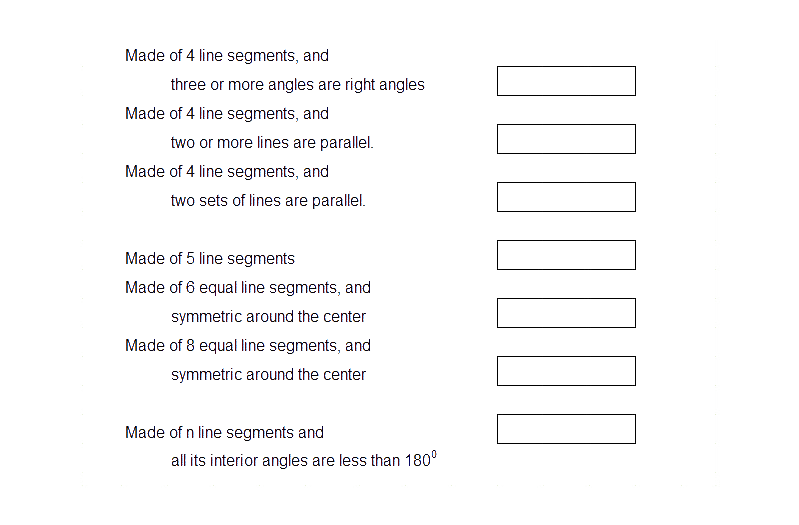 Made of 4 line segments, and
three or more angles are right angles
Made of 4 line segments, and
two or more lines are parallel.
Made of 4 line segments, and
two sets of lines are parallel.
Made of 5 line segments
Made of 6 equal line segments, and
symmetric around the center
Made of 8 equal line segments, and
symmetric around the center
Made of n line segments and
all its interior angles are less than 180⁰